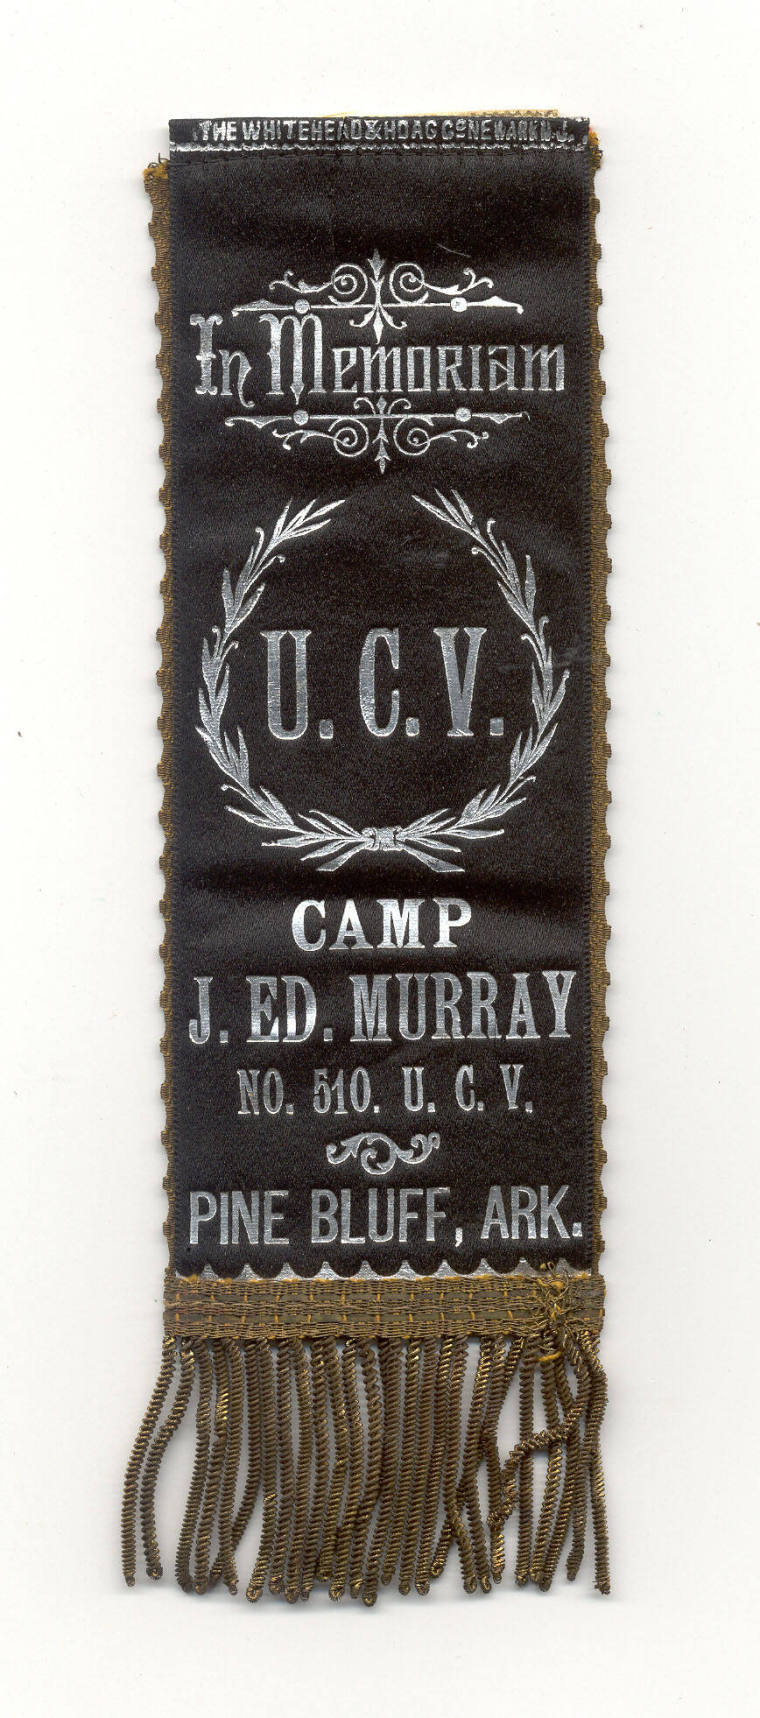 THE WHITEHEAD & HOAG CO. NEWARK N.J.
In Memoriam
U. C. V.
CAMP
J. ED. MURRAY
NO. 510. U. C. V.
PINE BLUFF, ARK.